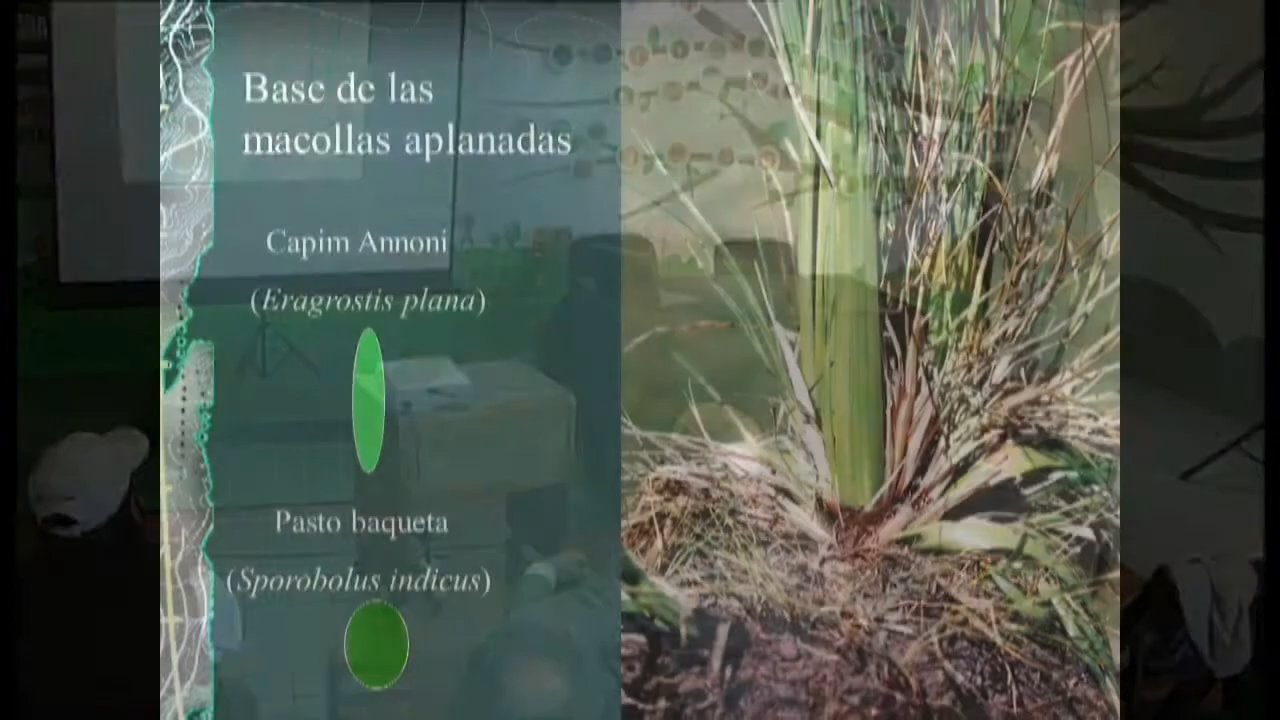 Base de las
macollas aplanadas
Capim Annoni
(Eragrostis plana)
Pasto baqueta
(Sporobolus indicus)